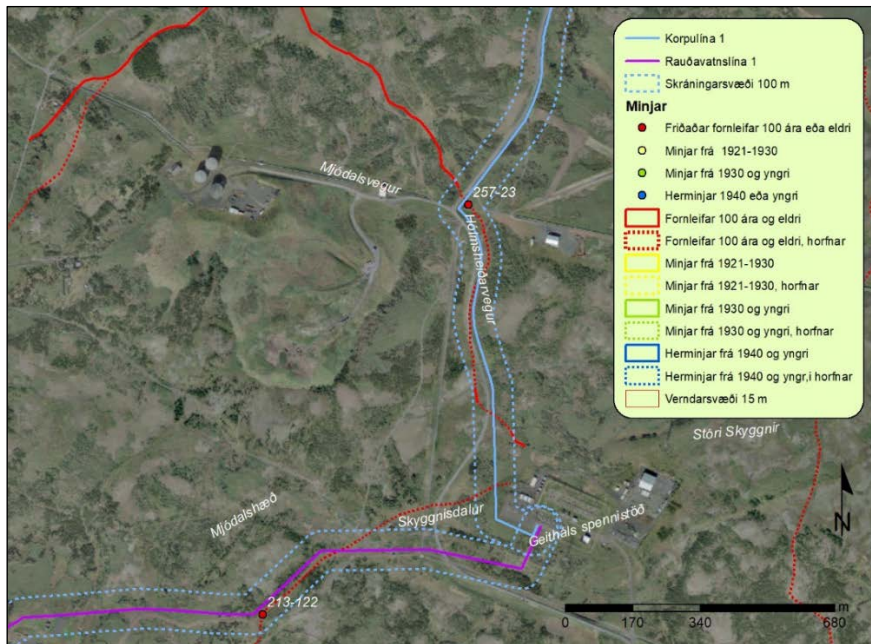 Korpulína 1
Rauðavatnslína 1
Skráningarsvæði 100 m
Minjar
Friðaðar fornleifar 100 ára eða eldri
Minjar frá 1921-1930
Minjar frá 1930 og yngri
Herminjar 1940 eða yngri
Fornleifar 100 ára og eldri
Fornleifar 100 ára og eldri, horfnar
Minjar frá 1921-1930
Minjar frá 1921-1930, horfnar
Minjar frá 1930 og yngri
Minjar frá 1930 og yngri, horfnar
Herminjar frá 1940 og yngri
Herminjar frá 1940 og yngr,i horfnar
Verndarsvæði 15 m
Mjódalsvegur
257-23
Hólmsheiðarvegur
Stóri Skyggnir
Mjódalshæð
Skyggnisdalur
Geitháls spennistöð
213-122
N
0 170 340 680
m